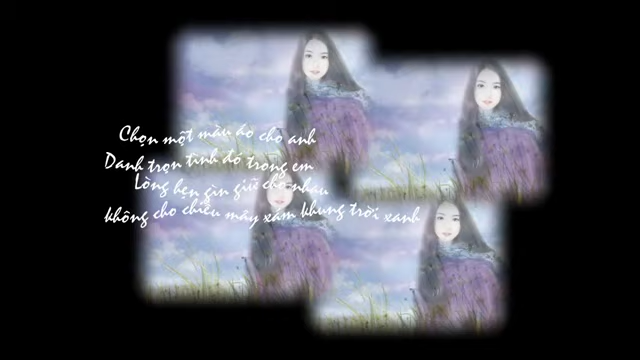 Chọn một màu áo cho anh
Danh trọn tình đó trong em
Lòng hẹn gìn giữ cho nhau
không cho chiều mây xám khung trời xanh